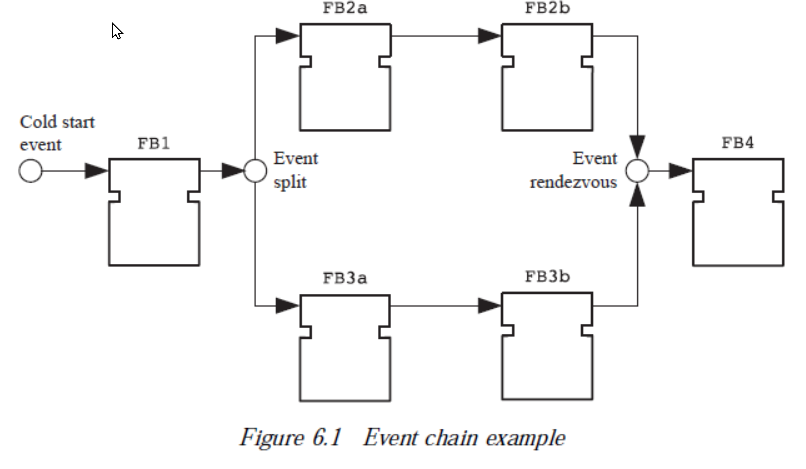 FB2a
FB2b
Cold start
event
FB1
Event
split
Event
rendezvous
FB4
FB3a
FB3b
Figure 6.1 Event chain example